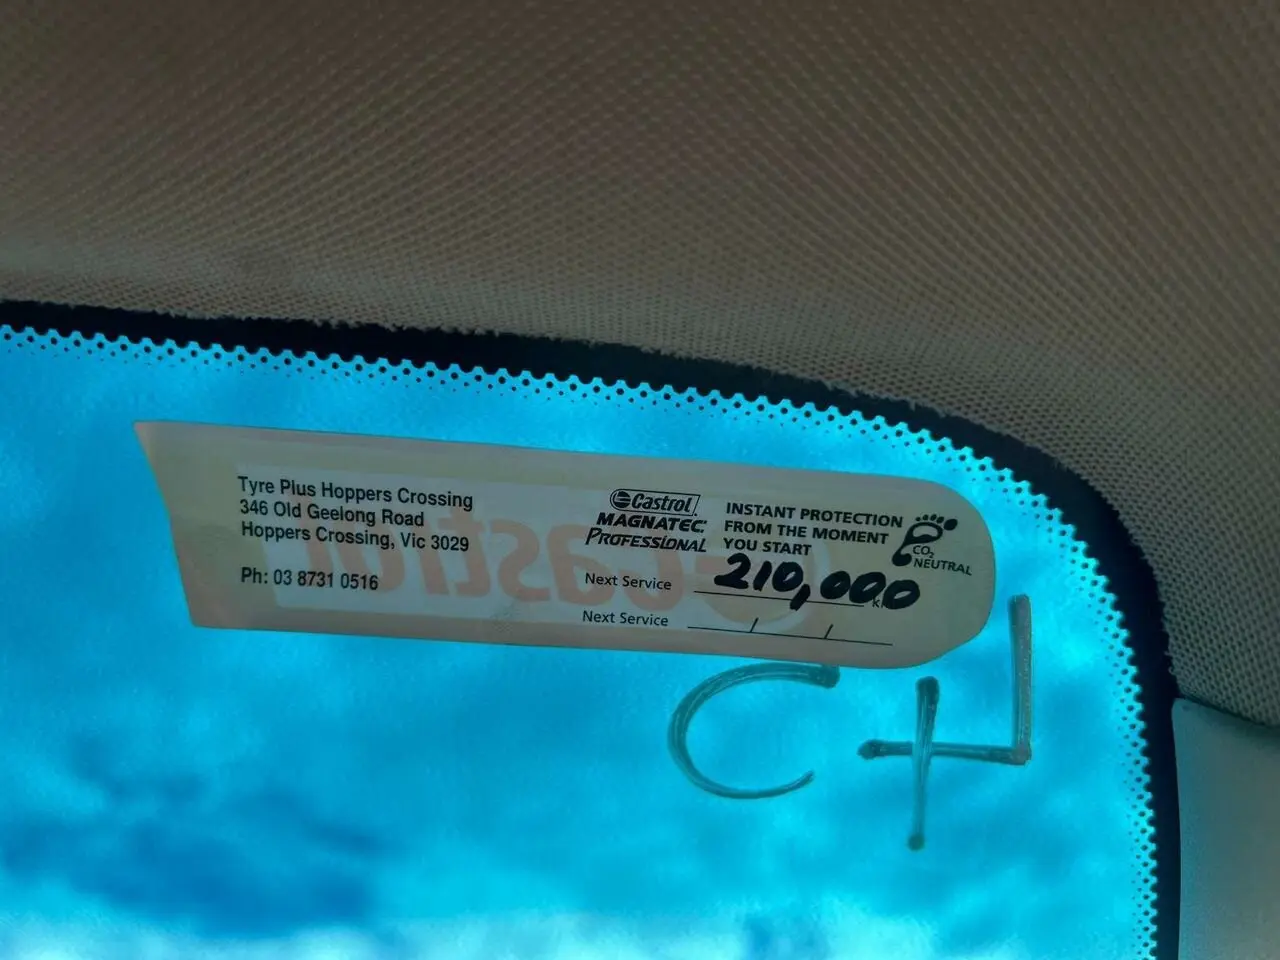 Tyre Plus Hoppers Crossing
346 Old Geelong Road
Hoppers Crossing, Vic 3029
Ph: 03 8731 0516
Castrol
MAGNATEC
PROFESSIONAL
INSTANT PROTECTION
FROM THE MOMENT
YOU START
CO2
NEUTRAL
Next Service 210,000
Next Service / /
Castrol